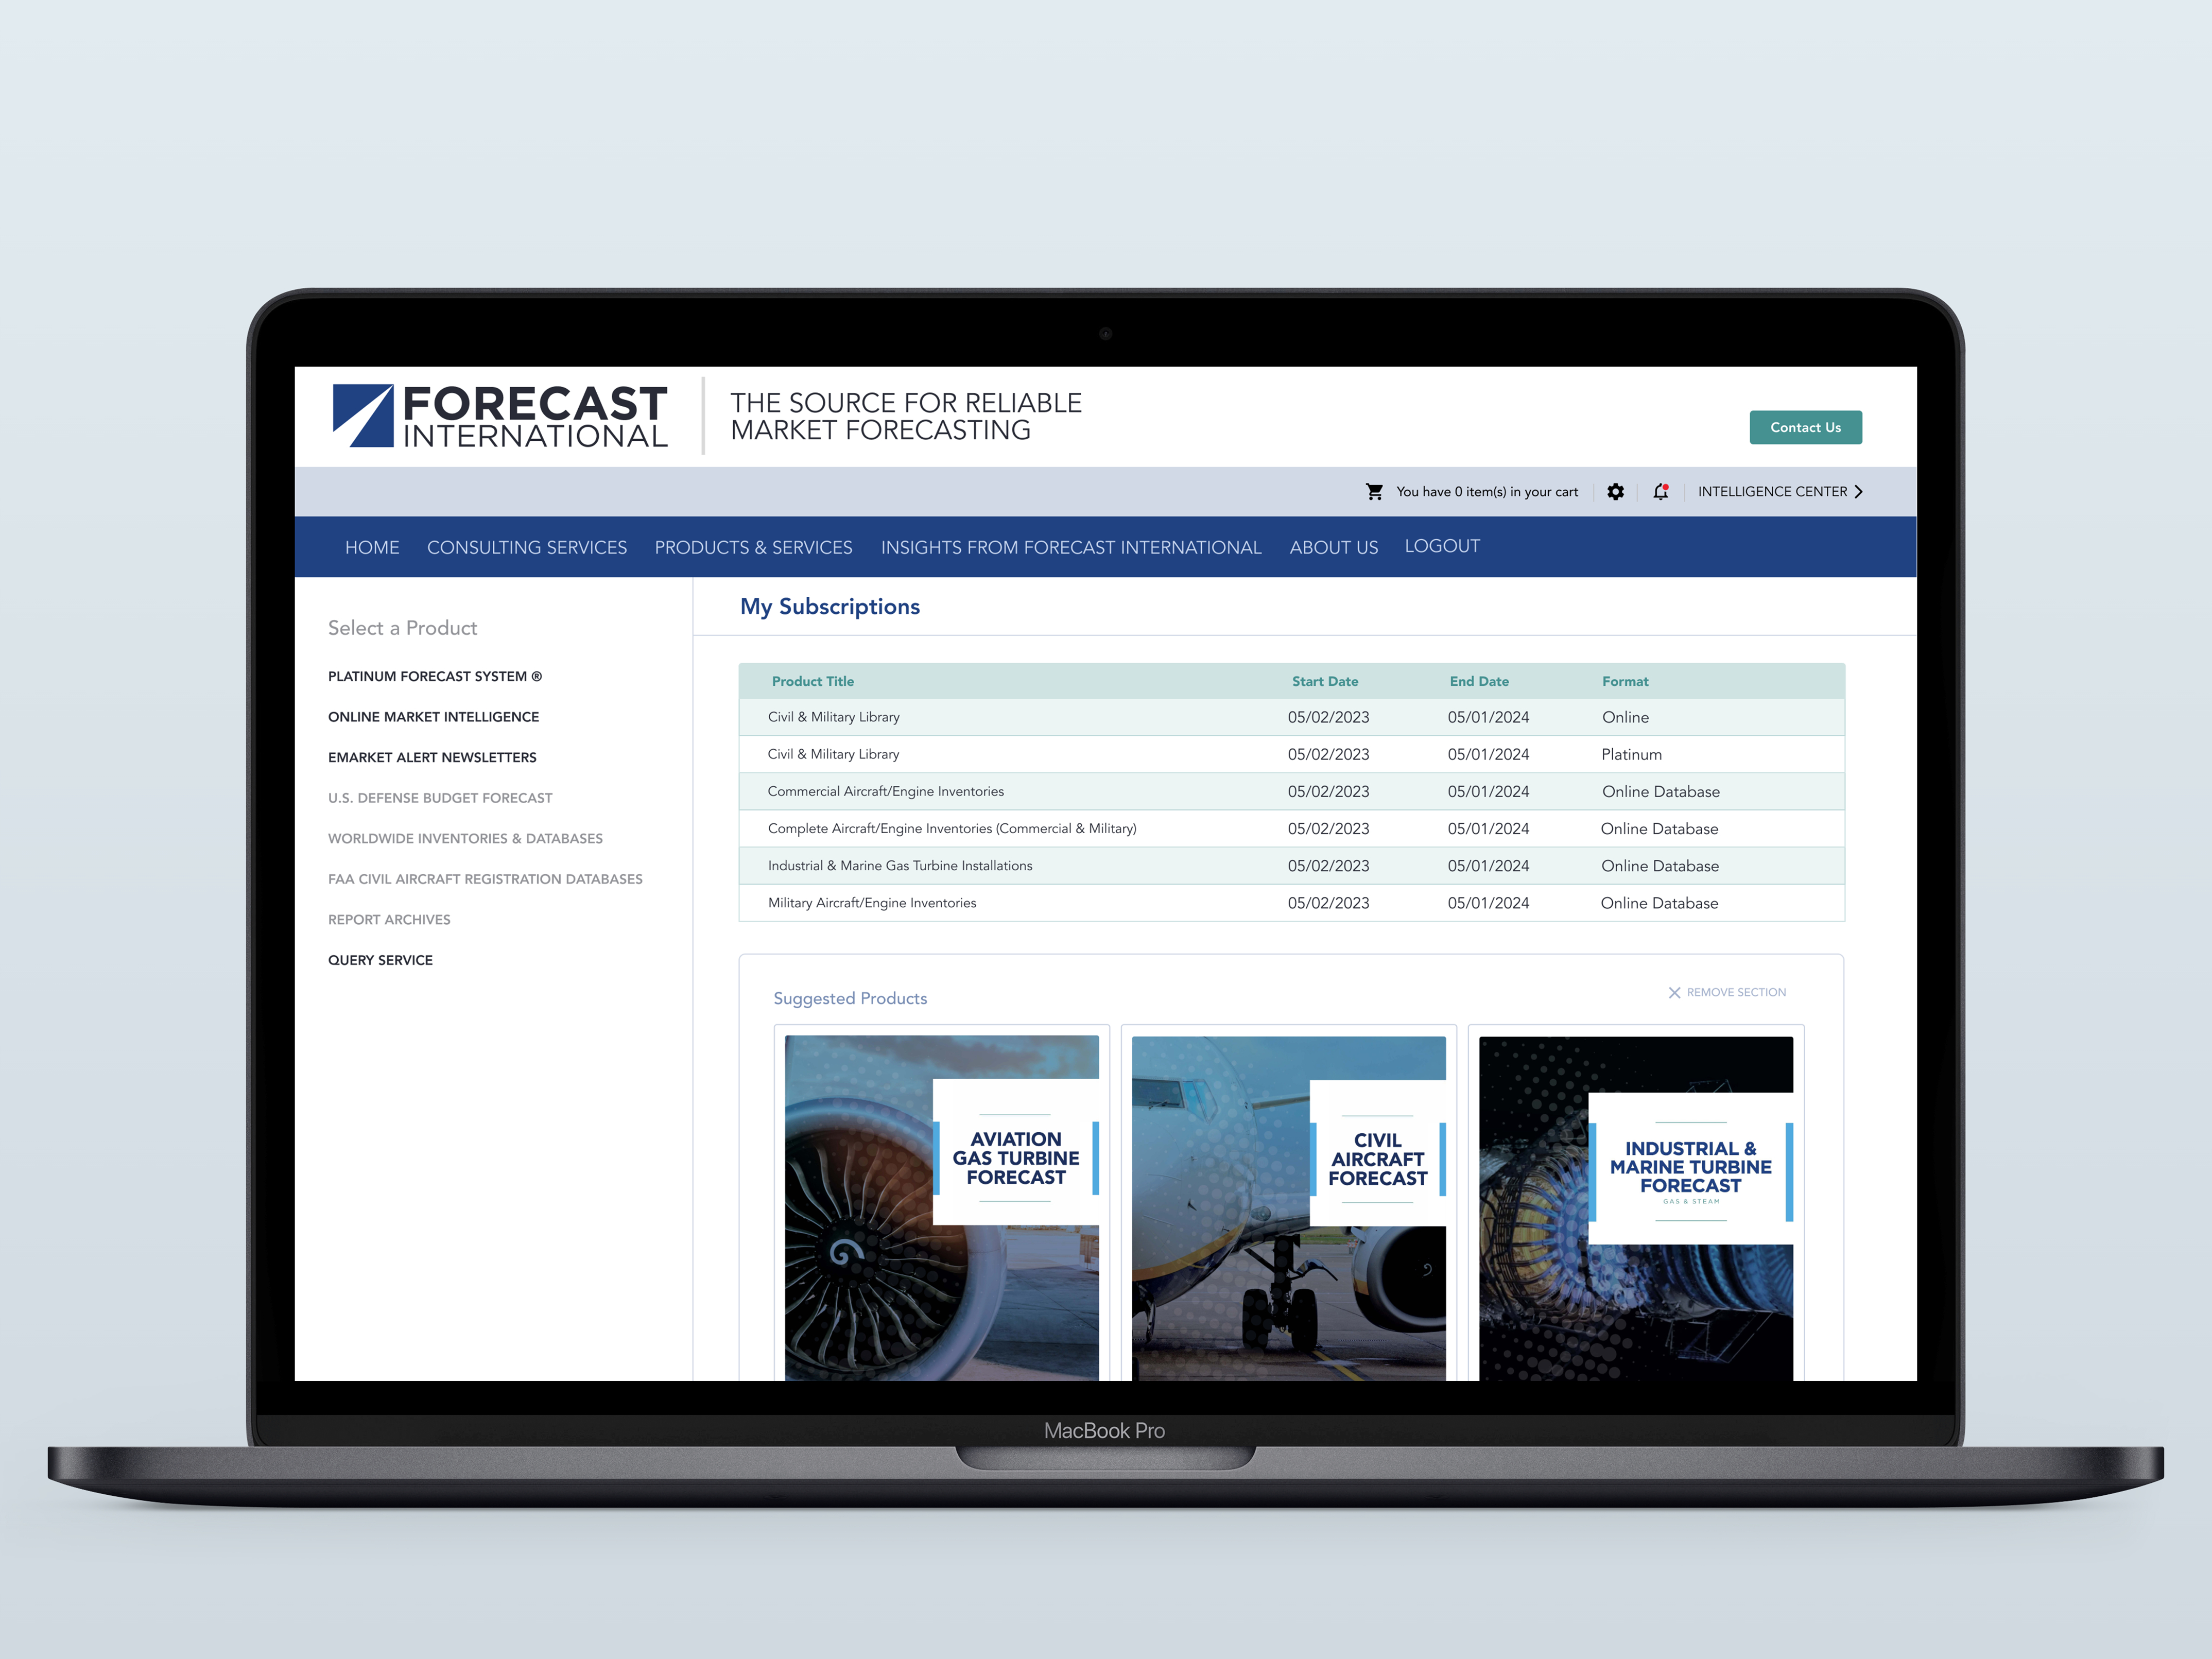 FORECAST
INTERNATIONAL
THE SOURCE FOR RELIABLE
MARKET FORECASTING
Contact Us
You have 0 item(s) in your cart
INTELLIGENCE CENTER
HOME CONSULTING SERVICES PRODUCTS & SERVICES INSIGHTS FROM FORECAST INTERNATIONAL ABOUT US LOGOUT
Select a Product
PLATINUM FORECAST SYSTEM ®
ONLINE MARKET INTELLIGENCE
EMARKET ALERT NEWSLETTERS
U.S. DEFENSE BUDGET FORECAST
WORLDWIDE INVENTORIES & DATABASES
FAA CIVIL AIRCRAFT REGISTRATION DATABASES
REPORT ARCHIVES
QUERY SERVICE
My Subscriptions
Product Title Start Date End Date Format
Civil & Military Library 05/02/2023 05/01/2024 Online
Civil & Military Library 05/02/2023 05/01/2024 Platinum
Commercial Aircraft/Engine Inventories 05/02/2023 05/01/2024 Online Database
Complete Aircraft/Engine Inventories (Commercial & Military) 05/02/2023 05/01/2024 Online Database
Industrial & Marine Gas Turbine Installations 05/02/2023 05/01/2024 Online Database
Military Aircraft/Engine Inventories 05/02/2023 05/01/2024 Online Database
Suggested Products
REMOVE SECTION
AVIATION
GAS TURBINE
FORECAST
CIVIL
AIRCRAFT
FORECAST
INDUSTRIAL &
MARINE TURBINE
FORECAST
GAS & STEAM
MacBook Pro